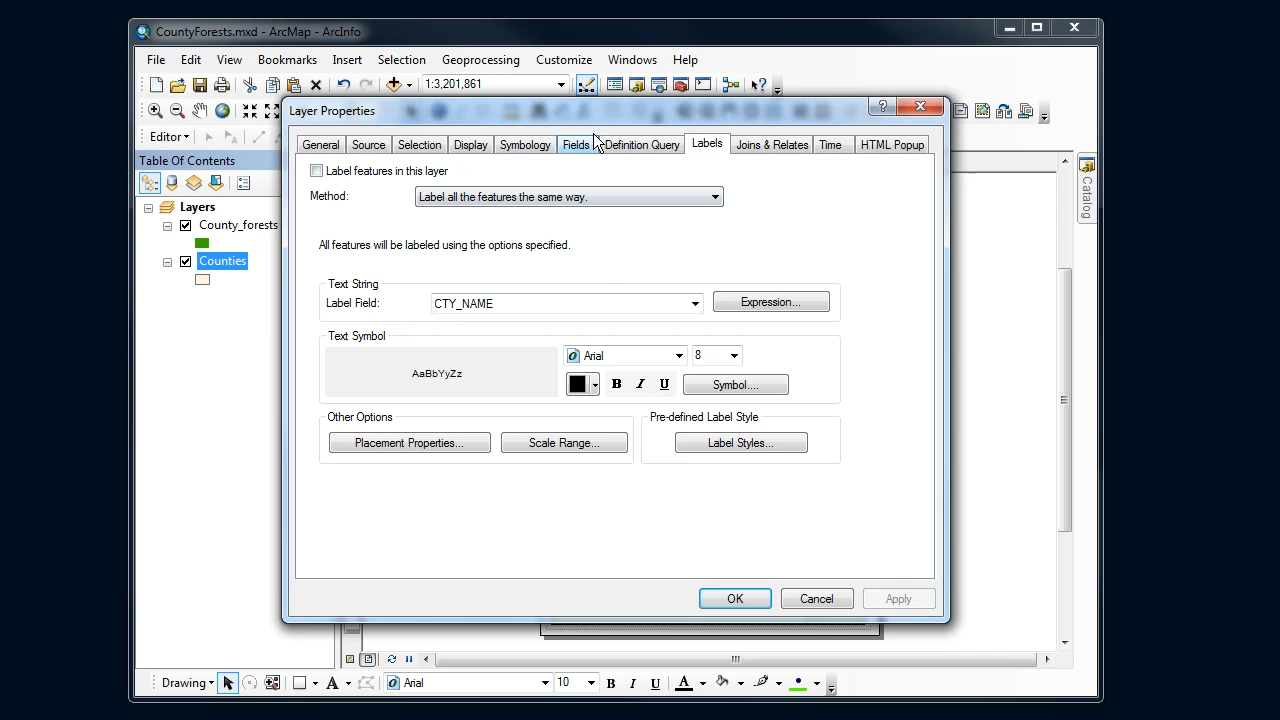 CountyForests.mxd - ArcMap - ArcInfo
File Edit View Bookmarks Insert Selection Geoprocessing Customize Windows Help
1:3,201,861
Layer Properties
Editor
General Source Selection Display Symbology Fields Definition Query Labels Joins & Relates Time HTML Popup
Table Of Contents
Label features in this layer
Method: Label all the features the same way.
Catalog
Layers
County_forests
Counties
All features will be labeled using the options specified.
Text String
Label Field: CTY_NAME Expression...
Text Symbol
AaBbYyZz
Arial 8
B I U Symbol....
Other Options
Placement Properties... Scale Range...
Pre-defined Label Style
Label Styles...
OK Cancel Apply
Drawing A Arial 10 B I U A